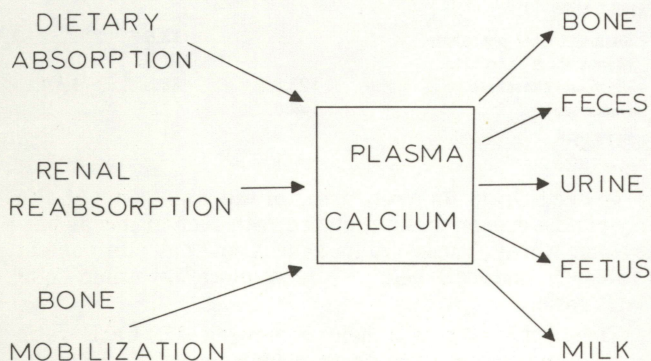 DIETARY
ABSORPTION
RENAL
REABSORPTION
BONE
MOBILIZATION
PLASMA
CALCIUM
BONE
FECES
URINE
FETUS
MILK